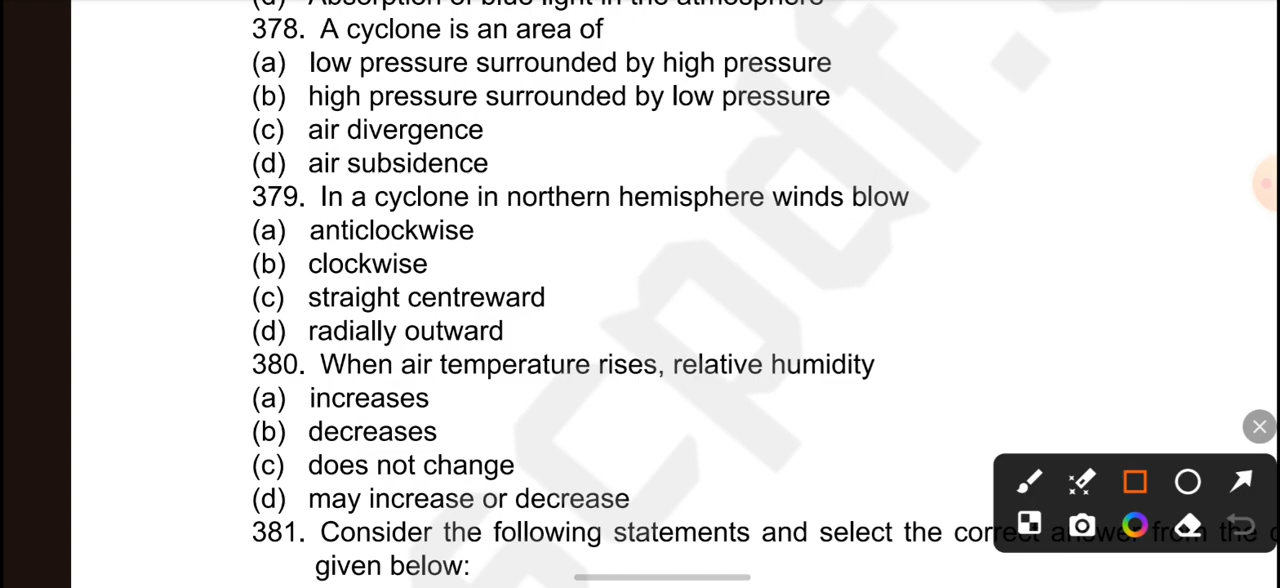 378. A cyclone is an area of
(a) low pressure surrounded by high pressure
(b) high pressure surrounded by low pressure
(c) air divergence
(d) air subsidence
379. In a cyclone in northern hemisphere winds blow
(a) anticlockwise
(b) clockwise
(c) straight centreward
(d) radially outward
380. When air temperature rises, relative humidity
(a) increases
(b) decreases
(c) does not change
(d) may increase or decrease
381. Consider the following statements and select the correct answer from the
given below: